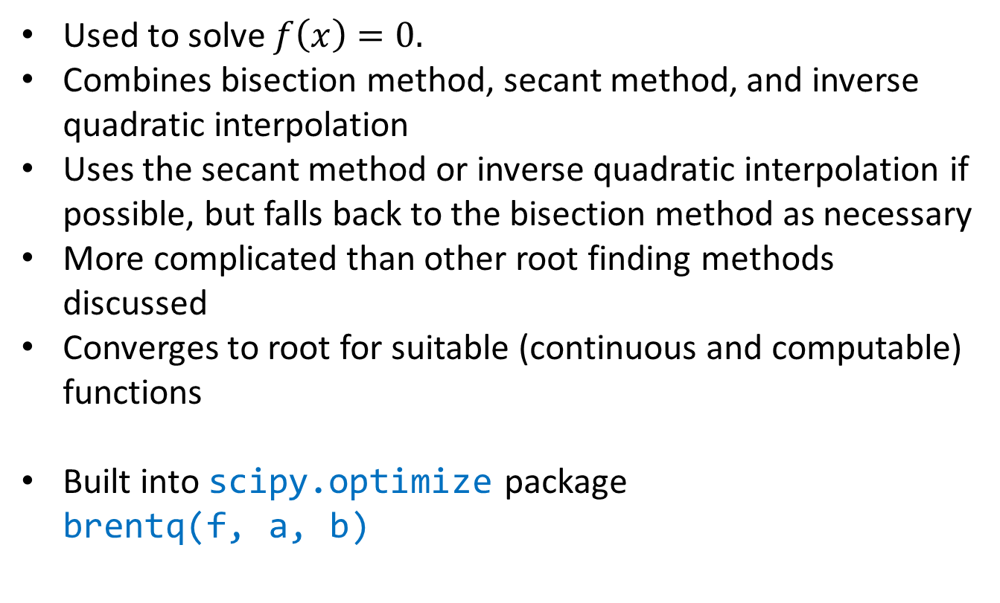 • Used to solve f(x) = 0.
• Combines bisection method, secant method, and inverse
quadratic interpolation
• Uses the secant method or inverse quadratic interpolation if
possible, but falls back to the bisection method as necessary
• More complicated than other root finding methods
discussed
• Converges to root for suitable (continuous and computable)
functions
• Built into scipy.optimize package
brentq(f, a, b)